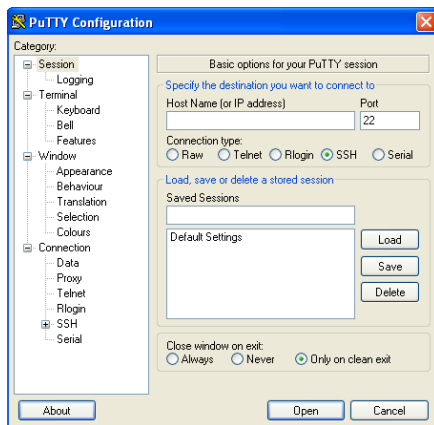 PuTTY Configuration
Category:
Session
Logging
Terminal
Keyboard
Bell
Features
Window
Appearance
Behaviour
Translation
Selection
Colours
Connection
Data
Proxy
Telnet
Rlogin
SSH
Serial
Basic options for your PuTTY session
Specify the destination you want to connect to
Host Name (or IP address) Port
22
Connection type:
Raw Telnet Rlogin SSH Serial
Load, save or delete a stored session
Saved Sessions
Default Settings
Load
Save
Delete
Close window on exit:
Always Never Only on clean exit
About Open Cancel